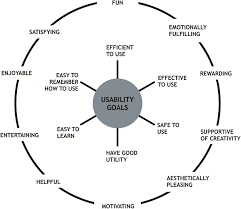 FUN
EMOTIONALLY
FULFILLING
SATISFYING
EFFICIENT
TO USE
ENJOYABLE
EASY TO
REMEMBER
HOW TO USE
EFFECTIVE
TO USE
REWARDING
USABILITY
GOALS
ENTERTAINING
EASY TO
LEARN
SAFE TO
USE
SUPPORTIVE
OF CREATIVITY
HAVE GOOD
UTILITY
HELPFUL
AESTHETICALLY
PLEASING
MOTIVATING